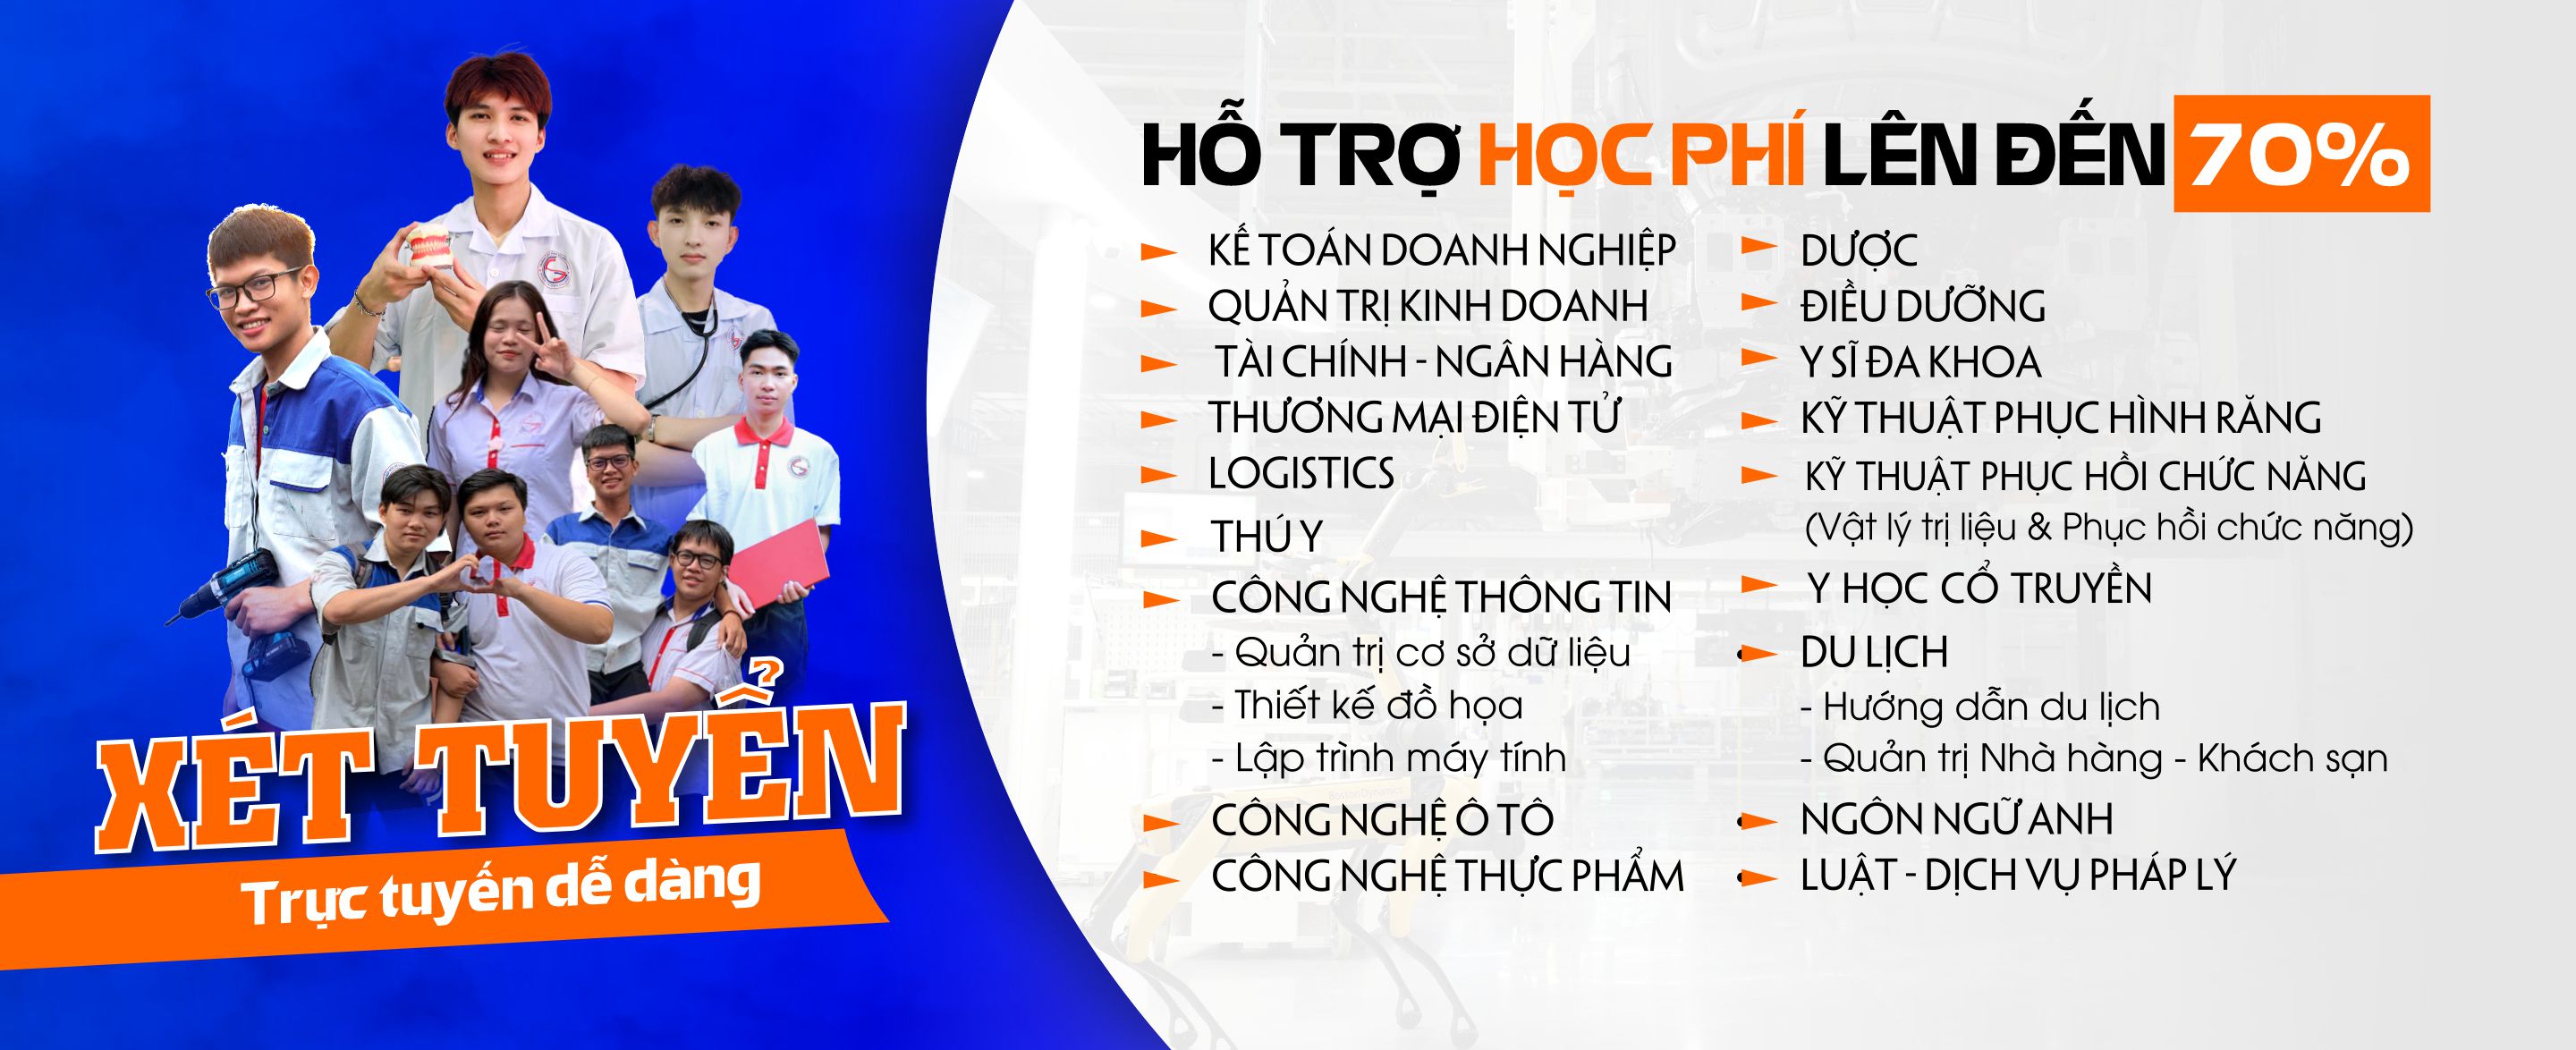 XÉT TUYỂN
Trực tuyến dễ dàng
HỖ TRỢ HỌC PHÍ LÊN ĐẾN 70%
KẾ TOÁN DOANH NGHIỆP
QUẢN TRỊ KINH DOANH
TÀI CHÍNH - NGÂN HÀNG
THƯƠNG MẠI ĐIỆN TỬ
LOGISTICS
THÚ Y
CÔNG NGHỆ THÔNG TIN
- Quản trị cơ sở dữ liệu
- Thiết kế đồ họa
- Lập trình máy tính
CÔNG NGHỆ Ô TÔ
CÔNG NGHỆ THỰC PHẨM
DƯỢC
ĐIỀU DƯỠNG
Y SĨ ĐA KHOA
KỸ THUẬT PHỤC HÌNH RĂNG
KỸ THUẬT PHỤC HỒI CHỨC NĂNG
(Vật lý trị liệu & Phục hồi chức năng)
Y HỌC CỔ TRUYỀN
DU LỊCH
- Hướng dẫn du lịch
- Quản trị Nhà hàng - Khách sạn
NGÔN NGỮ ANH
LUẬT - DỊCH VỤ PHÁP LÝ